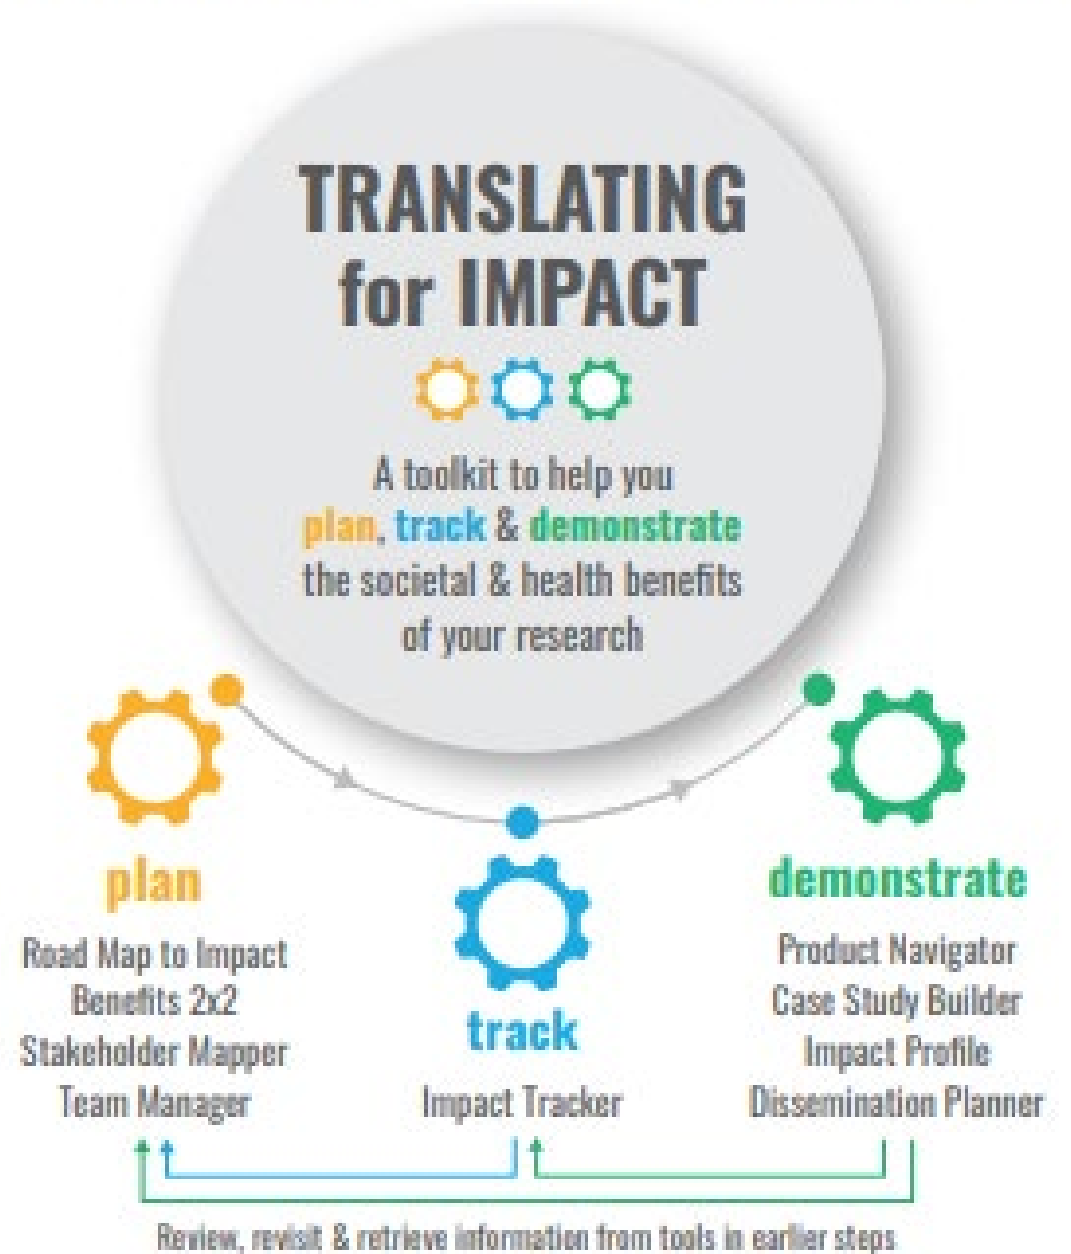 TRANSLATING
for IMPACT
A toolkit to help you
plan, track & demonstrate
the societal & health benefits
of your research
plan
Road Map to Impact
Benefits 2x2
Stakeholder Mapper
Team Manager
track
Impact Tracker
demonstrate
Product Navigator
Case Study Builder
Impact Profile
Dissemination Planner
Review, revisit & retrieve information from tools in earlier steps